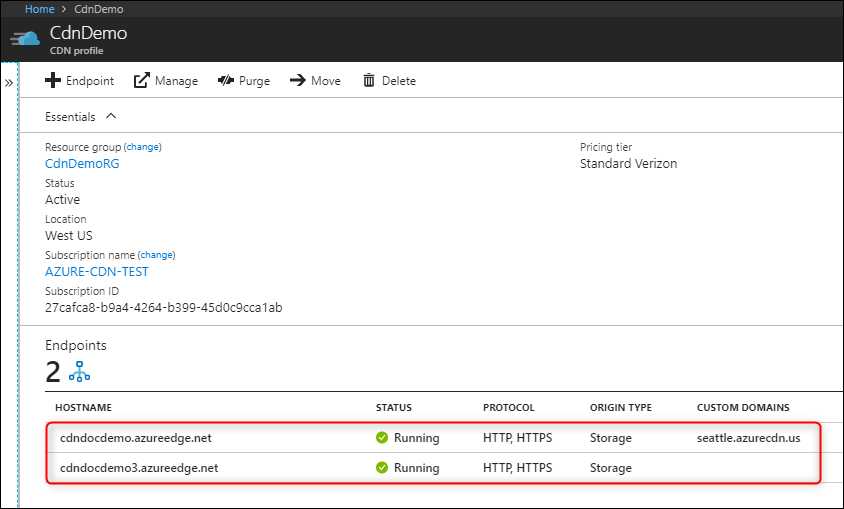 Home > CdnDemo
CdnDemo
CDN profile
» + Endpoint Manage Purge Move Delete
Essentials
Resource group (change) Pricing tier
CdnDemoRG Standard Verizon
Status
Active
Location
West US
Subscription name (change)
AZURE-CDN-TEST
Subscription ID
27cafca8-b9a4-4264-b399-45d0c9cca1ab
Endpoints
2
HOSTNAME STATUS PROTOCOL ORIGIN TYPE CUSTOM DOMAINS
cdndocdemo.azureedge.net Running HTTP, HTTPS Storage seattle.azurecdn.us
cdndocdemo3.azureedge.net Running HTTP, HTTPS Storage